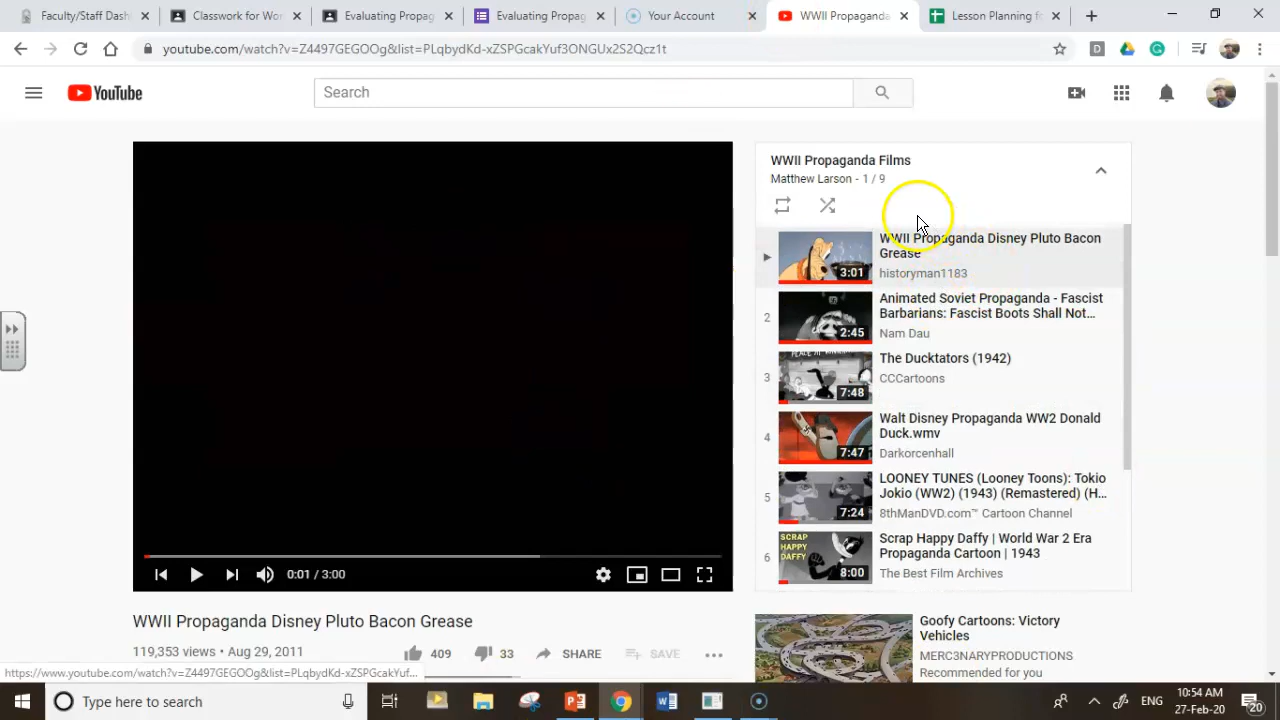 Faculty/Staff Dash
Classwork for Wor
Evaluating Propag
Evaluating Propag
Your Account
WWII Propaganda
Lesson Planning fo
youtube.com/watch?v=Z4497GEGOOg&list=PLqbydKd-xZSPGcakYuf3ONGUx2S2Qcz1t
YouTube
Search
WWII Propaganda Films
Matthew Larson - 1 / 9
WWII Propaganda Disney Pluto Bacon
Grease
historyman1183
3:01
2
Animated Soviet Propaganda - Fascist
Barbarians: Fascist Boots Shall Not...
Nam Dau
2:45
3
The Ducktators (1942)
CCCartoons
7:48
4
Walt Disney Propaganda WW2 Donald
Duck.wmv
Darkorcenhall
7:47
5
LOONEY TUNES (Looney Toons): Tokio
Jokio (WW2) (1943) (Remastered) (H...
8thManDVD.com™ Cartoon Channel
7:24
6
SCRAP
HAPPY
DAFFY
Scrap Happy Daffy | World War 2 Era
Propaganda Cartoon | 1943
The Best Film Archives
8:00
0:01 / 3:00
WWII Propaganda Disney Pluto Bacon Grease
119,353 views • Aug 29, 2011
409
33
SHARE
SAVE
Goofy Cartoons: Victory
Vehicles
MERC3NARYPRODUCTIONS
Recommended for you
https://www.youtube.com/watch?v=Z4497GEGOOg&list=PLqbydKd-xZSPGcakYuf...
Type here to search
ENG
10:54 AM
27-Feb-20
20